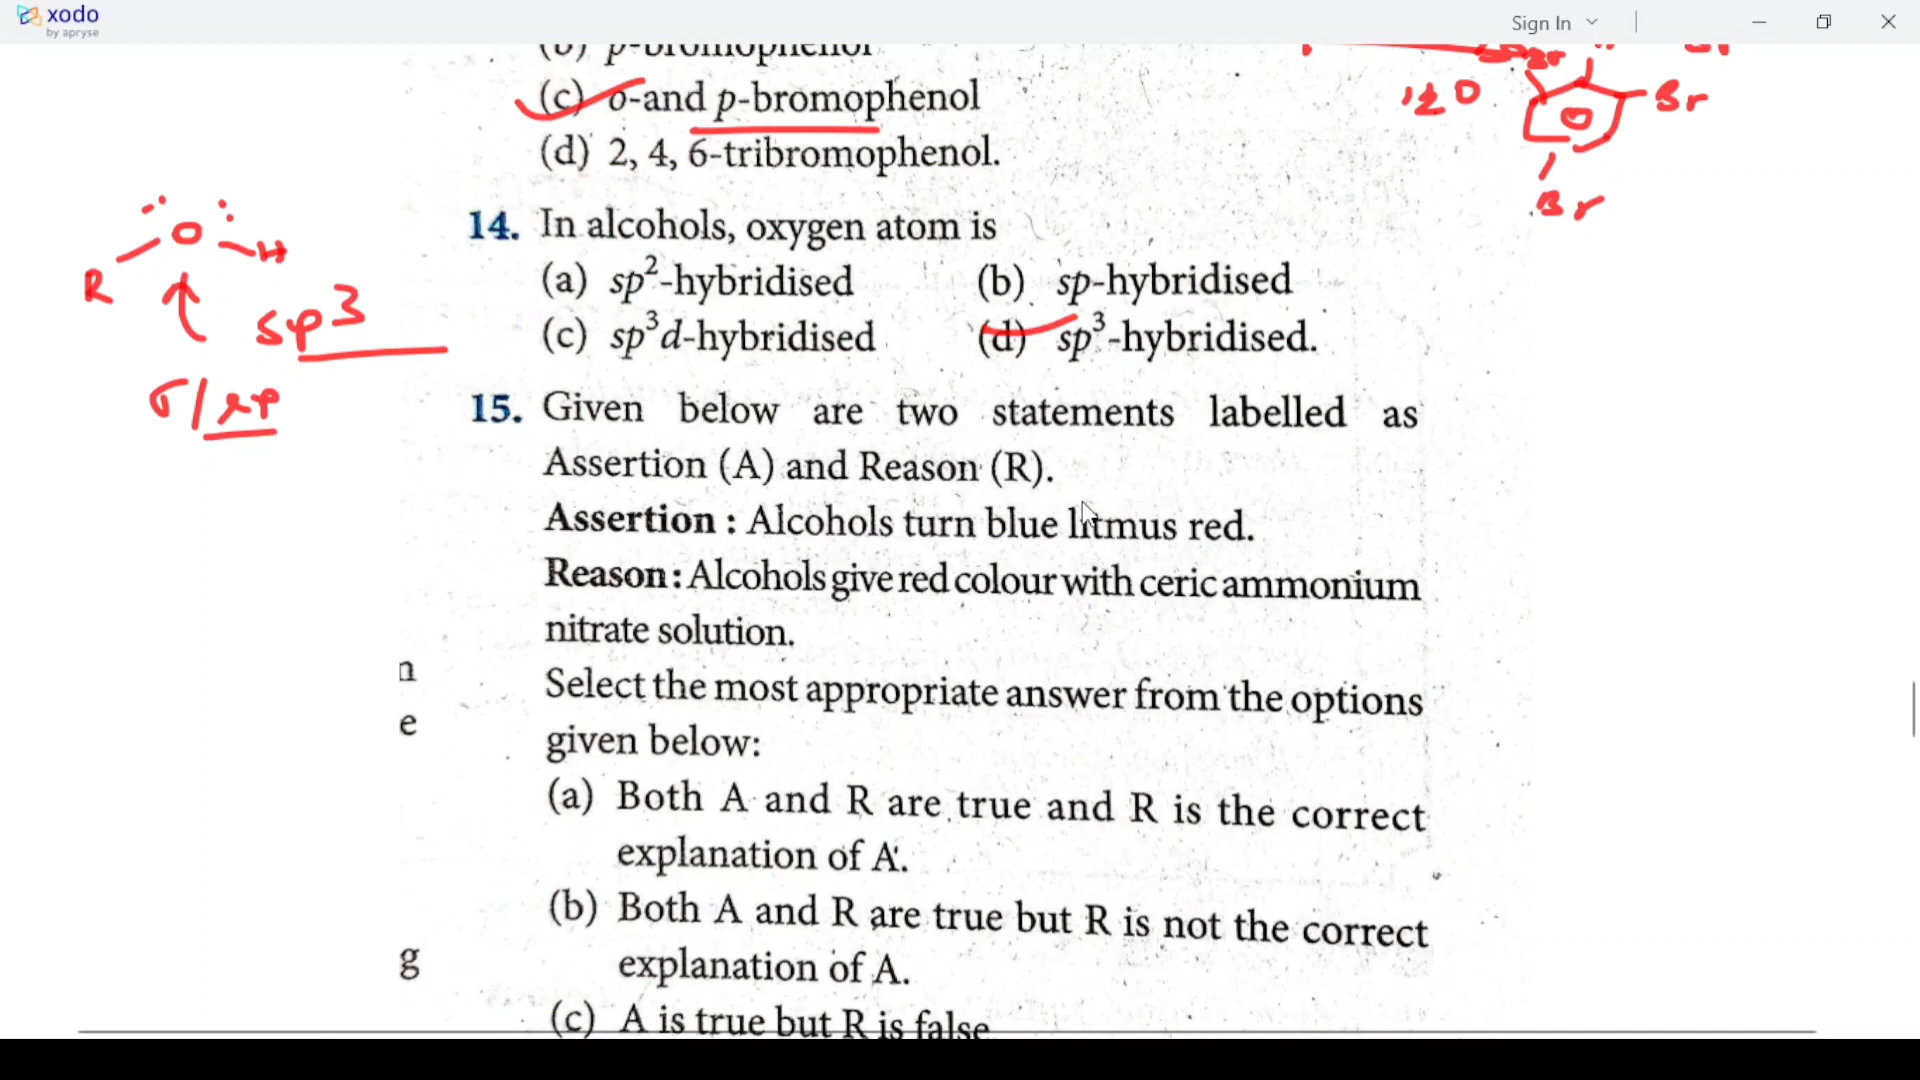 xodo
by apryse
Sign In
(b) p-bromophenol
(c) o-and p-bromophenol
(d) 2, 4, 6-tribromophenol.
Br
Br
R
O
H
sp3
14. In alcohols, oxygen atom is
(a) sp²-hybridised (b) sp-hybridised
(c) sp³d-hybridised (d) sp³-hybridised.
15. Given below are two statements labelled as
Assertion (A) and Reason (R).
Assertion : Alcohols turn blue litmus red.
Reason : Alcohols give red colour with ceric ammonium
nitrate solution.
n
e
Select the most appropriate answer from the options
given below:
(a) Both A and R are true and R is the correct
explanation of A.
(b) Both A and R are true but R is not the correct
explanation of A.
g
(c) A is true but R is false